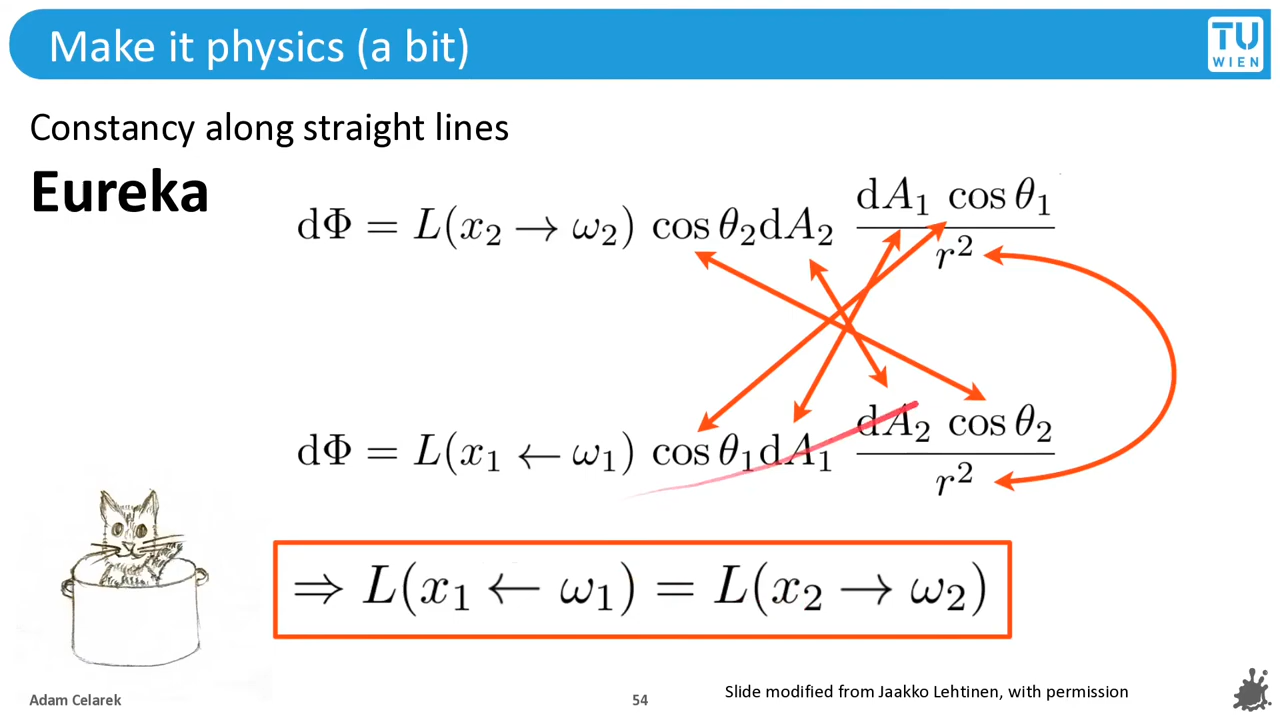 Make it physics (a bit)
TU
WIEN
Constancy along straight lines
Eureka
dΦ = L(x₂ → ω₂) cos θ₂dA₂ dA₁ cos θ₁ / r²
dΦ = L(x₁ ← ω₁) cos θ₁dA₁ dA₂ cos θ₂ / r²
⇒ L(x₁ ← ω₁) = L(x₂ → ω₂)
Adam Celarek
54
Slide modified from Jaakko Lehtinen, with permission